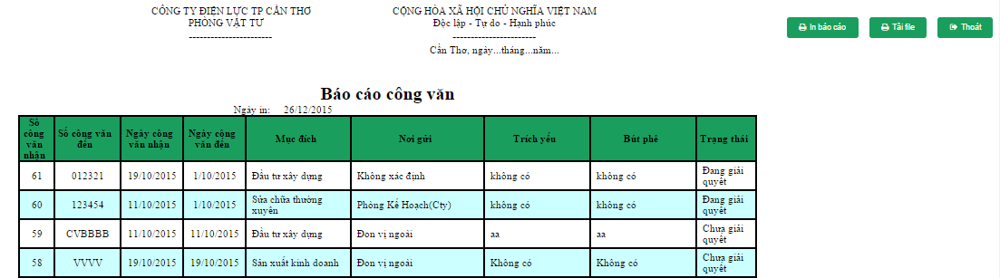 CÔNG TY ĐIỆN LỰC TP CẦN THƠ
PHÒNG VẬT TƯ
-----------------------
CỘNG HÒA XÃ HỘI CHỦ NGHĨA VIỆT NAM
Độc lập - Tự do - Hạnh phúc
-----------------------
Cần Thơ, ngày...tháng...năm...
In báo cáo
Tải file
Thoát
Báo cáo công văn
Ngày in: 26/12/2015
Số công văn nhận | Số công văn đến | Ngày công văn nhận | Ngày công văn đến | Mục đích | Nơi gửi | Trích yếu | Bút phê | Trạng thái
61 | 012321 | 19/10/2015 | 1/10/2015 | Đầu tư xây dựng | Không xác định | không có | không có | Đang giải quyết
60 | 123454 | 11/10/2015 | 1/10/2015 | Sửa chữa thường xuyên | Phòng Kế Hoạch(Cty) | không có | không có | Đang giải quyết
59 | CVBBBB | 11/10/2015 | 11/10/2015 | Đầu tư xây dựng | Đơn vị ngoài | aa | aa | Chưa giải quyết
58 | VVVV | 19/10/2015 | 19/10/2015 | Sản xuất kinh doanh | Đơn vị ngoài | Không có | Không có | Chưa giải quyết